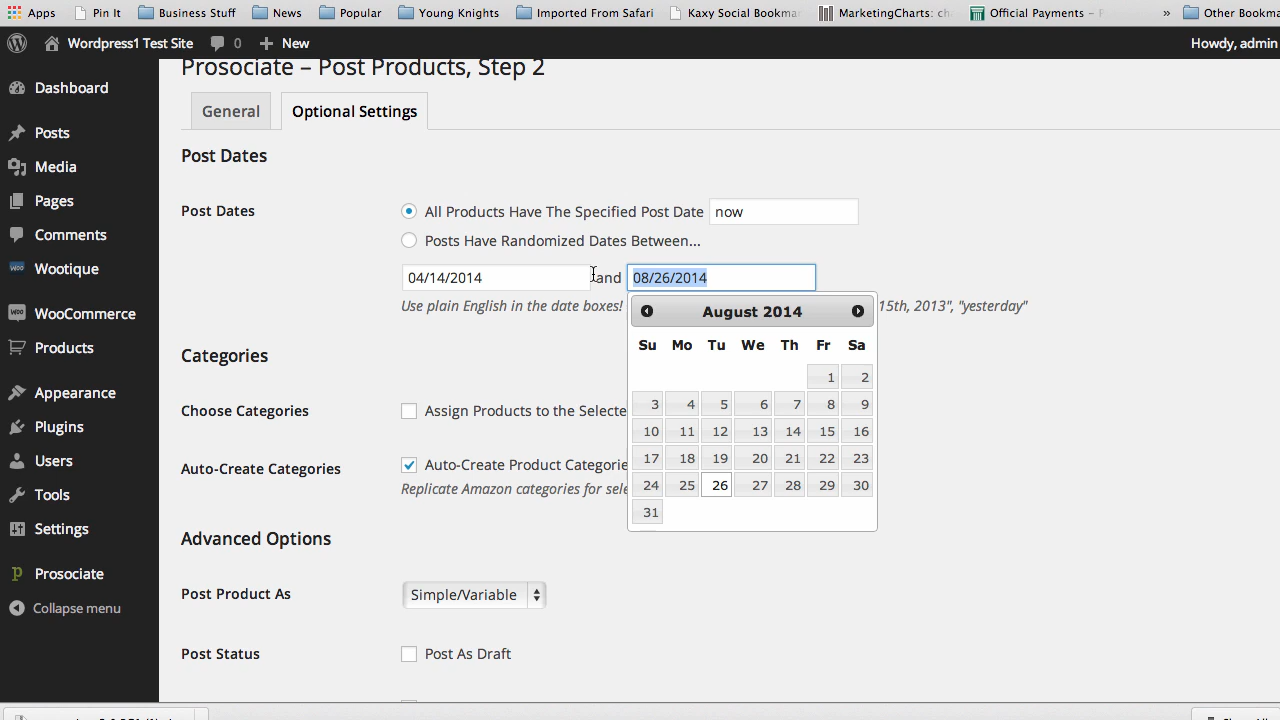 Apps Pin It Business Stuff News Popular Young Knights Imported From Safari Kaxy Social Bookma MarketingCharts: ch Official Payments – P » Other Bookma
Wordpress1 Test Site 0 New Howdy, admin
Prosociate – Post Products, Step 2
Dashboard
Posts
Media
Pages
Comments
Woo Wootique
Woo WooCommerce
Products
Appearance
Plugins
Users
Tools
Settings
p Prosociate
Collapse menu
General Optional Settings
Post Dates
Post Dates All Products Have The Specified Post Date now
Posts Have Randomized Dates Between...
04/14/2014 and 08/26/2014
Use plain English in the date boxes! 15th, 2013", "yesterday"
August 2014
Su Mo Tu We Th Fr Sa
1 2
3 4 5 6 7 8 9
10 11 12 13 14 15 16
17 18 19 20 21 22 23
24 25 26 27 28 29 30
31
Categories
Choose Categories Assign Products to the Selecte
Auto-Create Categories Auto-Create Product Categorie
Replicate Amazon categories for sele
Advanced Options
Post Product As Simple/Variable
Post Status Post As Draft